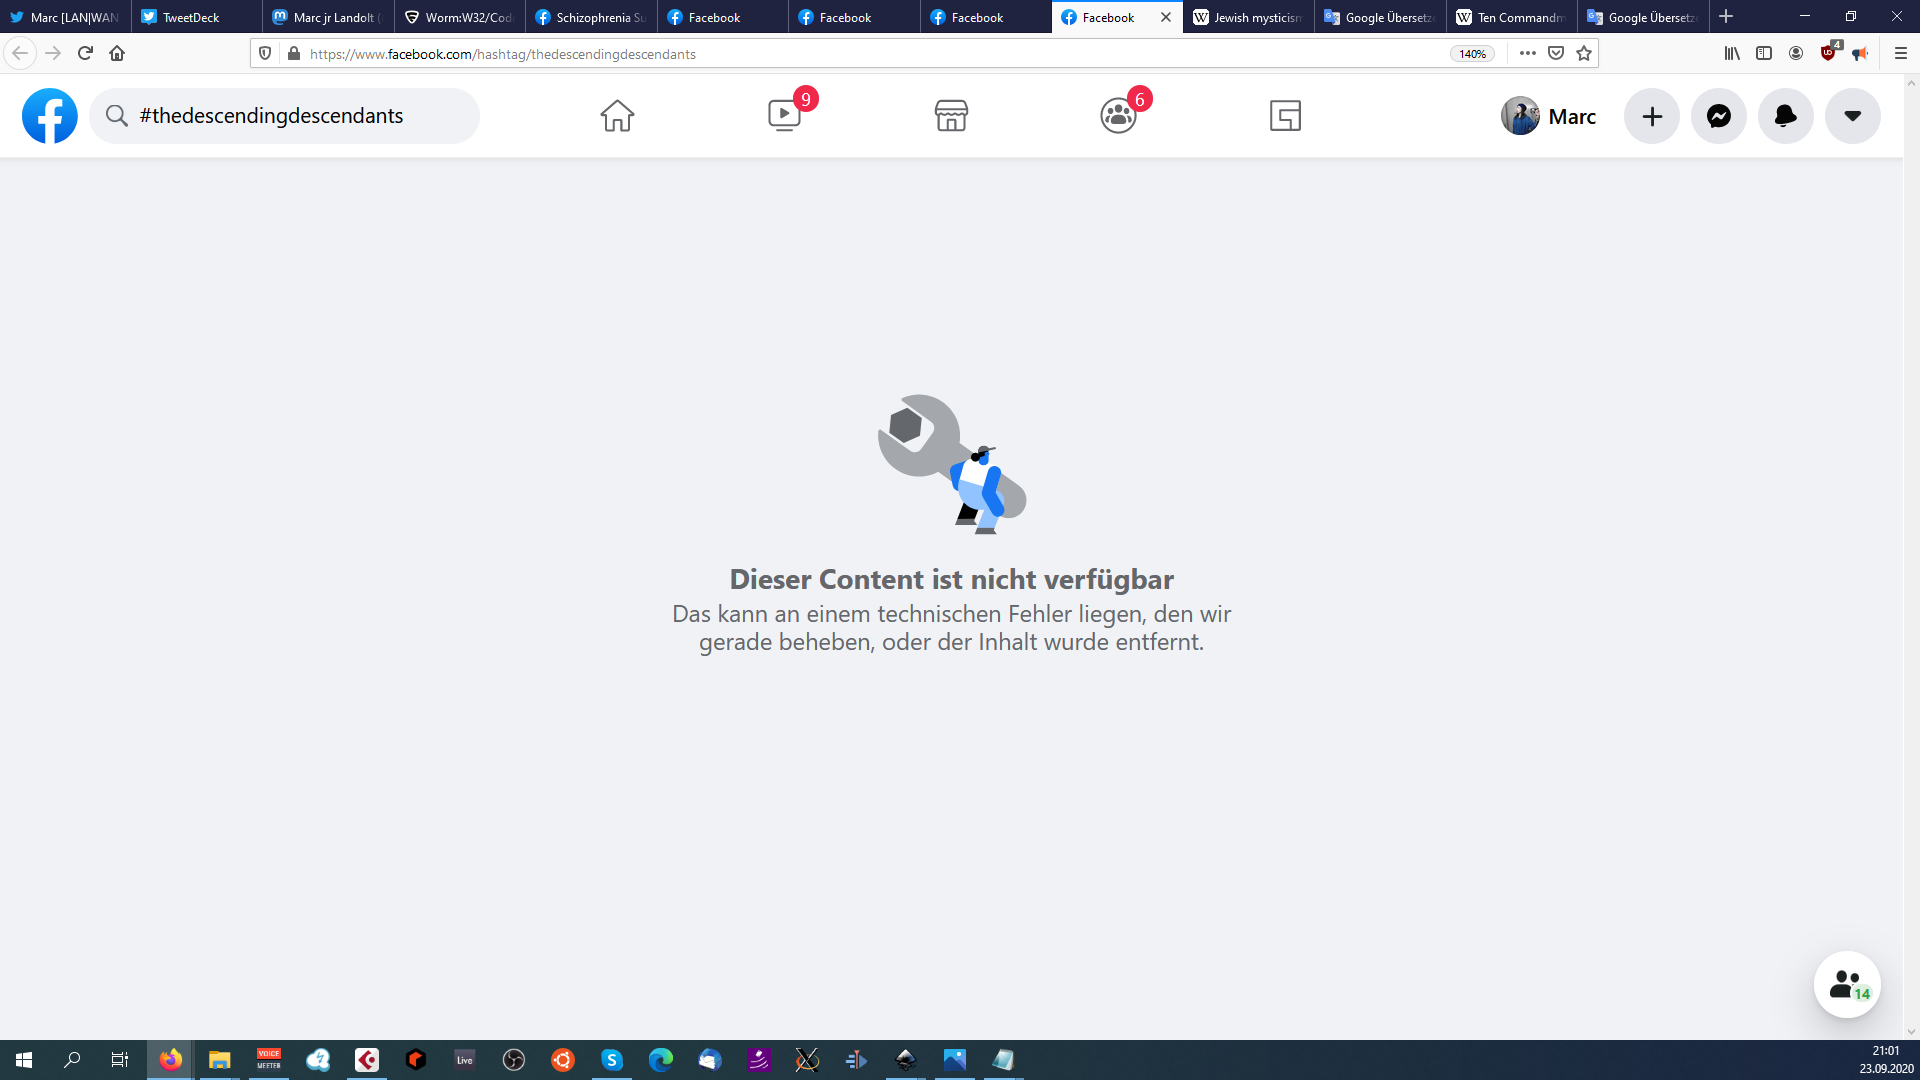 Marc [LAN|WAN
TweetDeck
Marc jr Landolt (
Worm:W32/Cod
Schizophrenia Su
Facebook
Facebook
Facebook
Facebook
Jewish mysticism
Google Übersetze
Ten Commandm
Google Übersetze
https://www.facebook.com/hashtag/thedescendingdescendants
140%
4
#thedescendingdescendants
9
6
Marc
Dieser Content ist nicht verfügbar
Das kann an einem technischen Fehler liegen, den wir
gerade beheben, oder der Inhalt wurde entfernt.
14
VOICE
MEETER
Live
21:01
23.09.2020